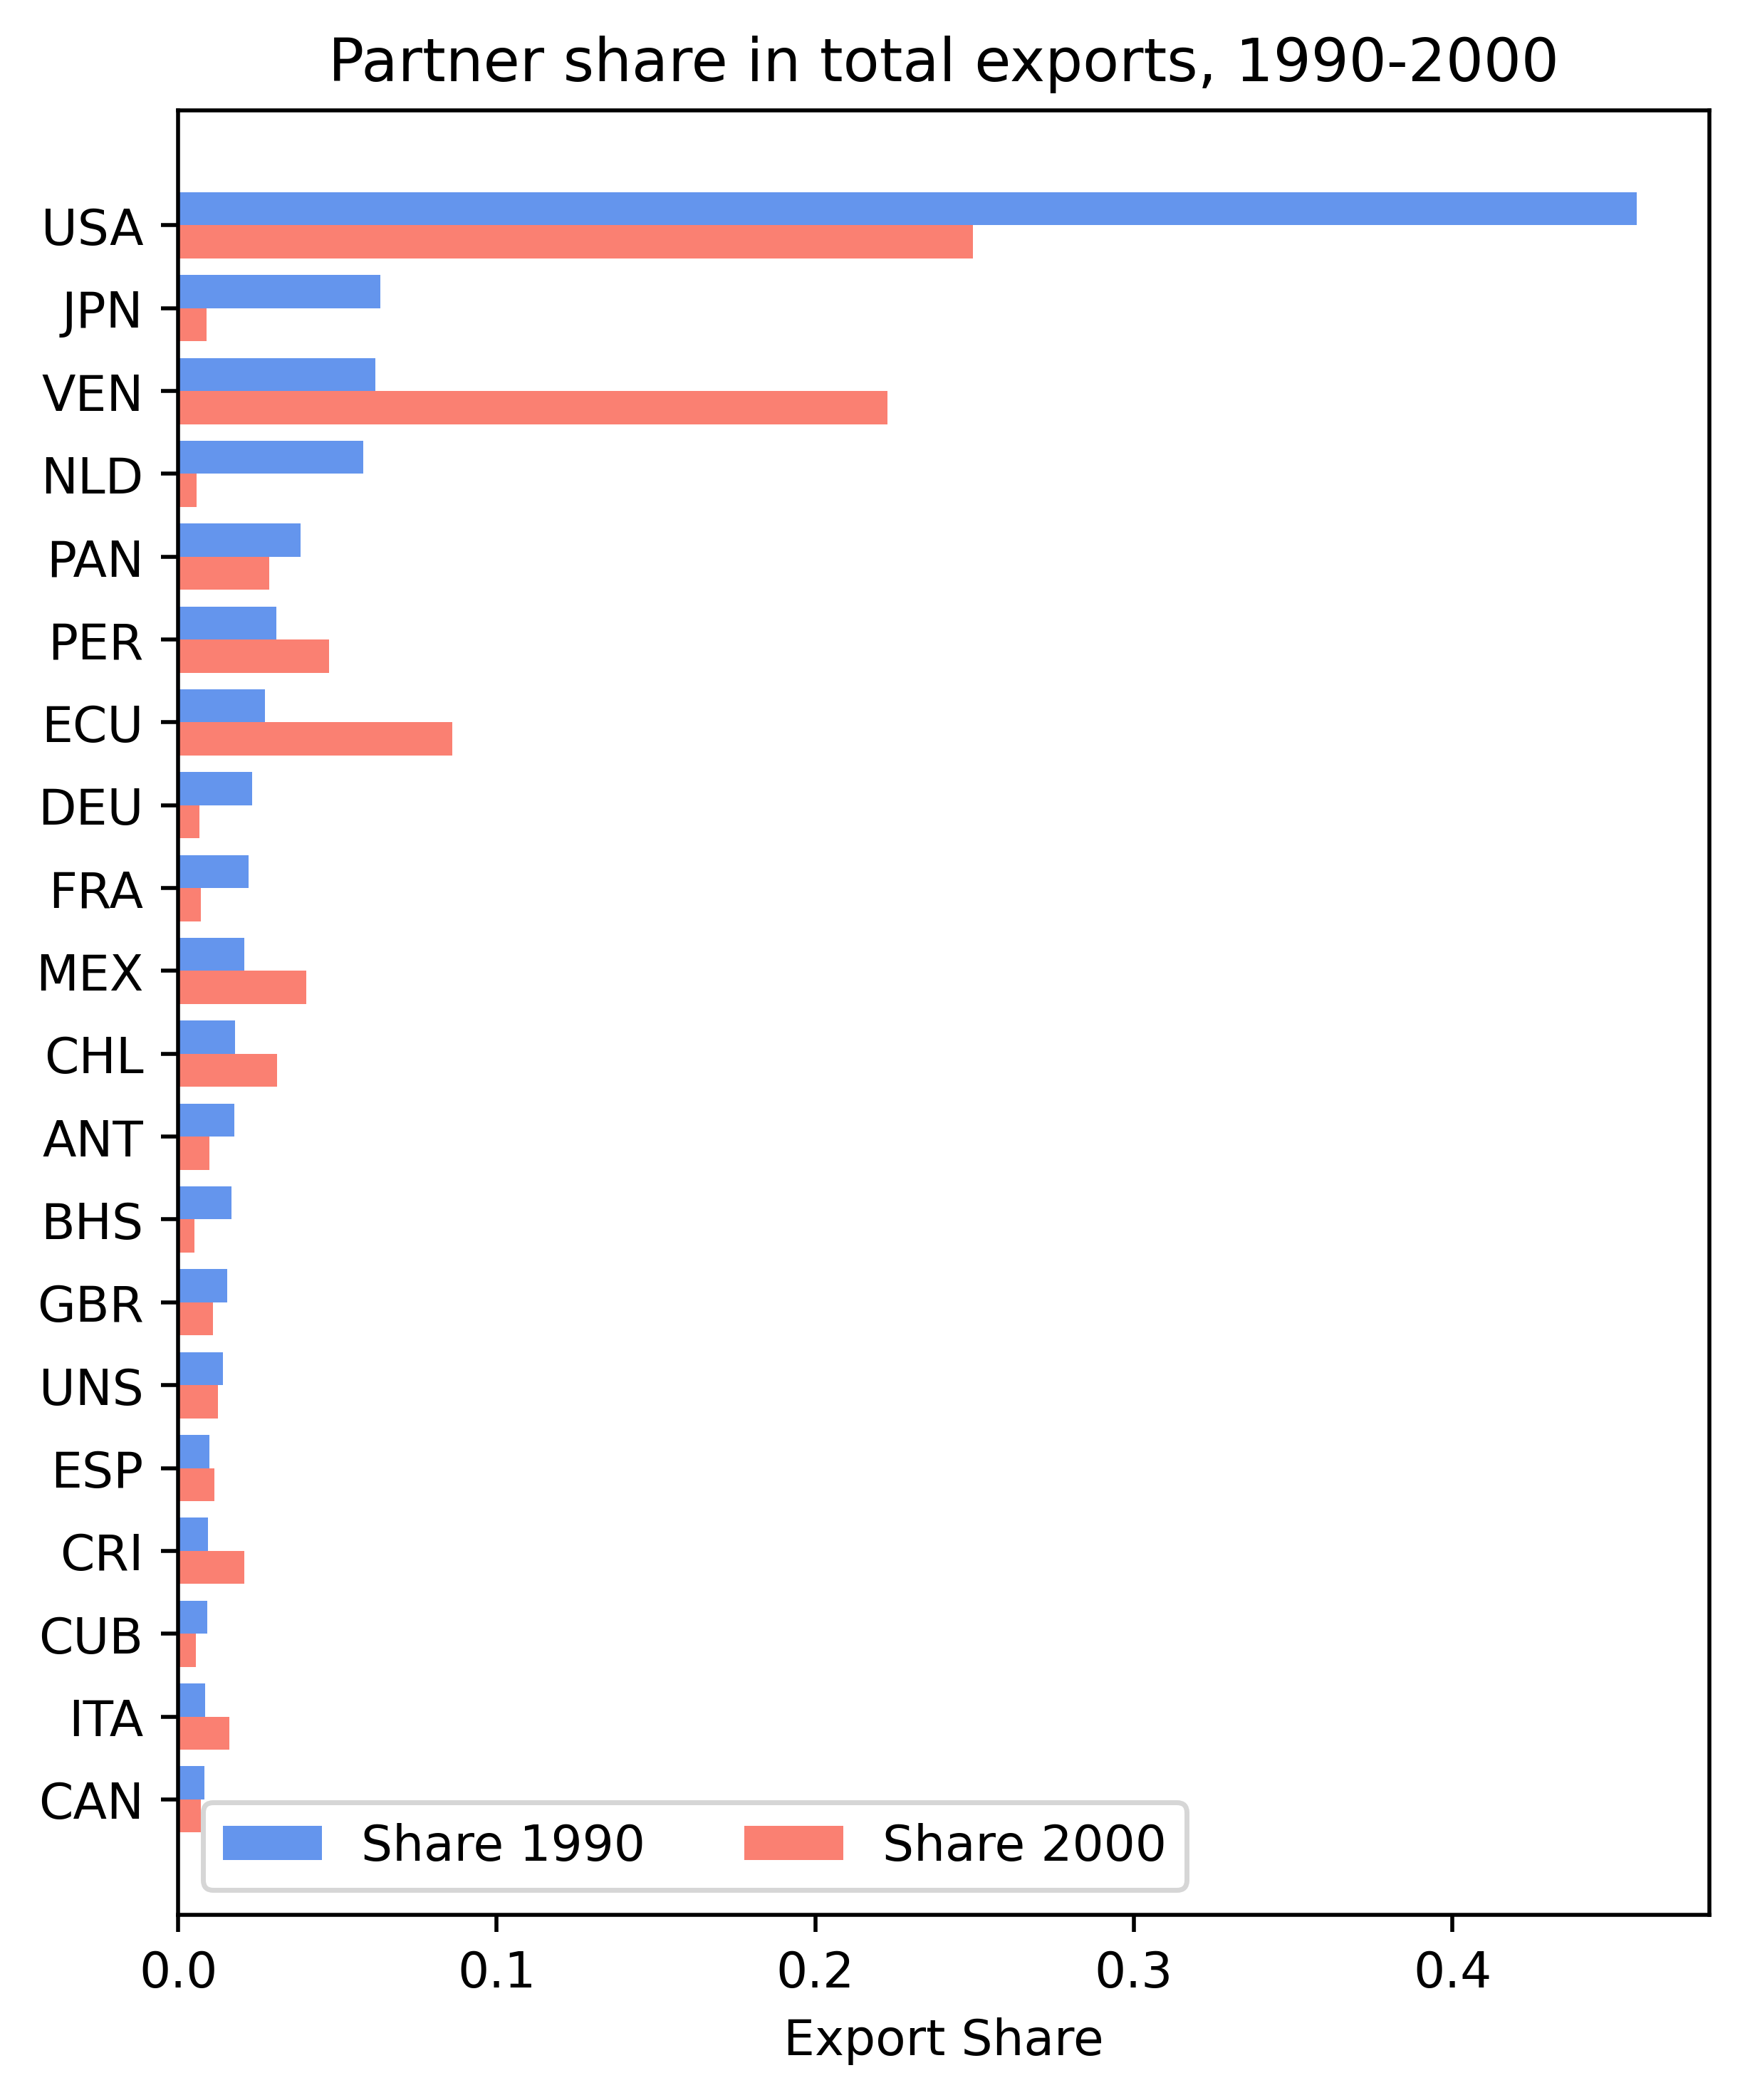 Partner share in total exports, 1990-2000
USA
JPN
VEN
NLD
PAN
PER
ECU
DEU
FRA
MEX
CHL
ANT
BHS
GBR
UNS
ESP
CRI
CUB
ITA
CAN
Share 1990 Share 2000
0.0 0.1 0.2 0.3 0.4
Export Share